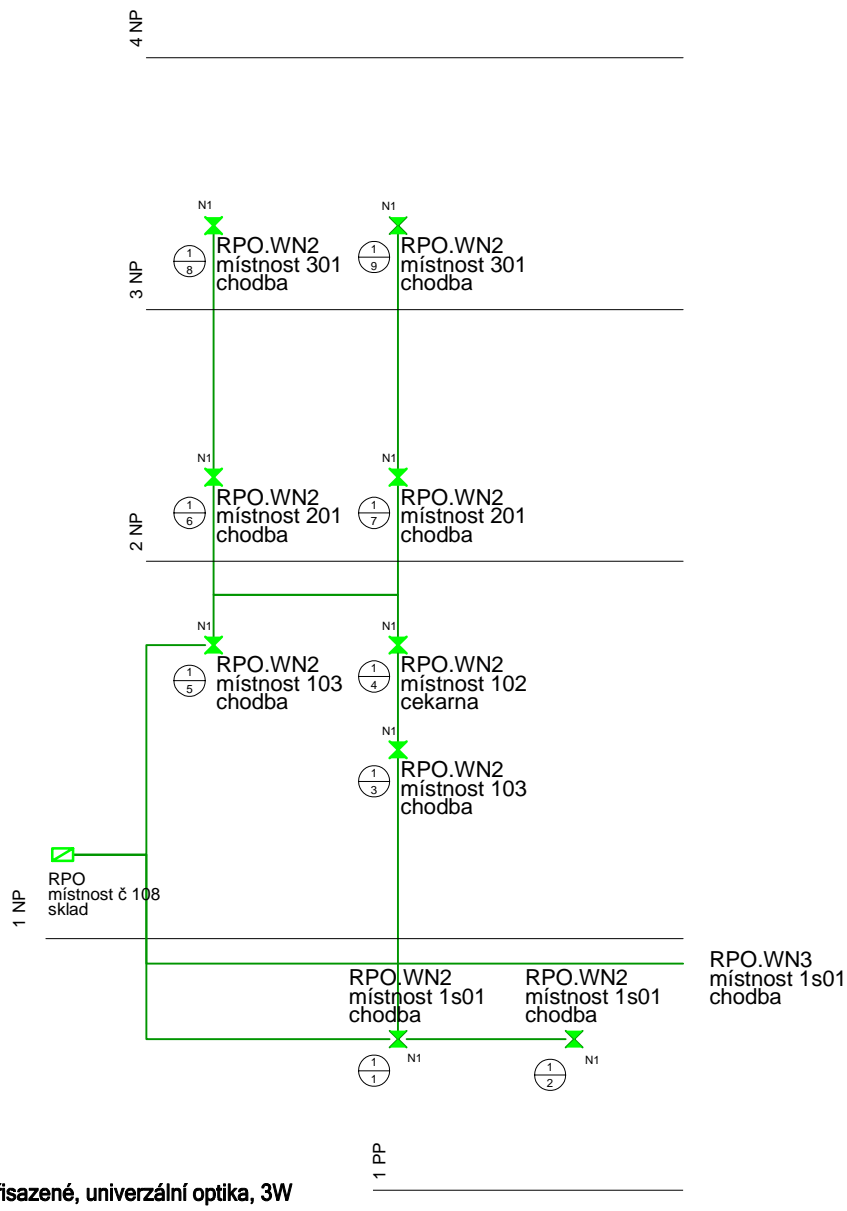 4 NP
N1
RPO.WN2
místnost 301
chodba
1
8
N1
RPO.WN2
místnost 301
chodba
1
9
3 NP
N1
RPO.WN2
místnost 201
chodba
1
6
N1
RPO.WN2
místnost 201
chodba
1
7
2 NP
N1
RPO.WN2
místnost 103
chodba
1
5
N1
RPO.WN2
místnost 102
cekarna
1
4
N1
RPO.WN2
místnost 103
chodba
1
3
RPO
místnost č 108
sklad
1 NP
RPO.WN3
místnost 1s01
chodba
RPO.WN2
místnost 1s01
chodba
N1
1
1
RPO.WN2
místnost 1s01
chodba
N1
1
2
1 PP
univerzální optika, 3W